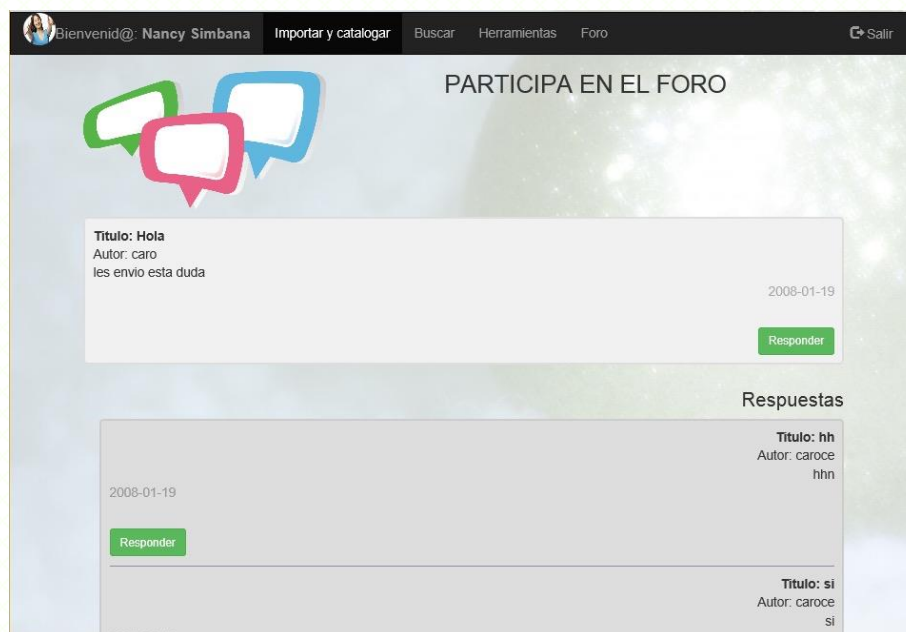 Bienvenid@: Nancy Simbana Importar y catalogar Buscar Herramientas Foro Salir
PARTICIPA EN EL FORO
Titulo: Hola
Autor: caro
les envio esta duda
2008-01-19
Responder
Respuestas
Titulo: hh
Autor: caroce
hhn
2008-01-19
Responder
Titulo: si
Autor: caroce
si